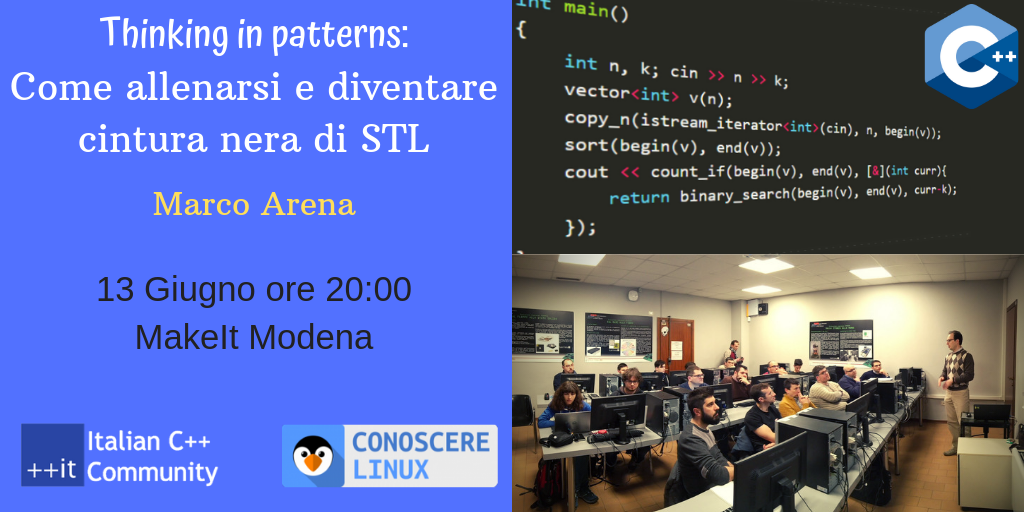 Thinking in patterns:
Come allenarsi e diventare
cintura nera di STL
Marco Arena
13 Giugno ore 20:00
MakeIt Modena
++it
Italian C++
Community
CONOSCERE
LINUX
int main()
{
int n, k; cin >> n >> k;
vector<int> v(n);
copy_n(istream_iterator<int>(cin), n, begin(v));
sort(begin(v), end(v));
cout << count_if(begin(v), end(v), [&](int curr){
return binary_search(begin(v), end(v), curr-k);
});
C++